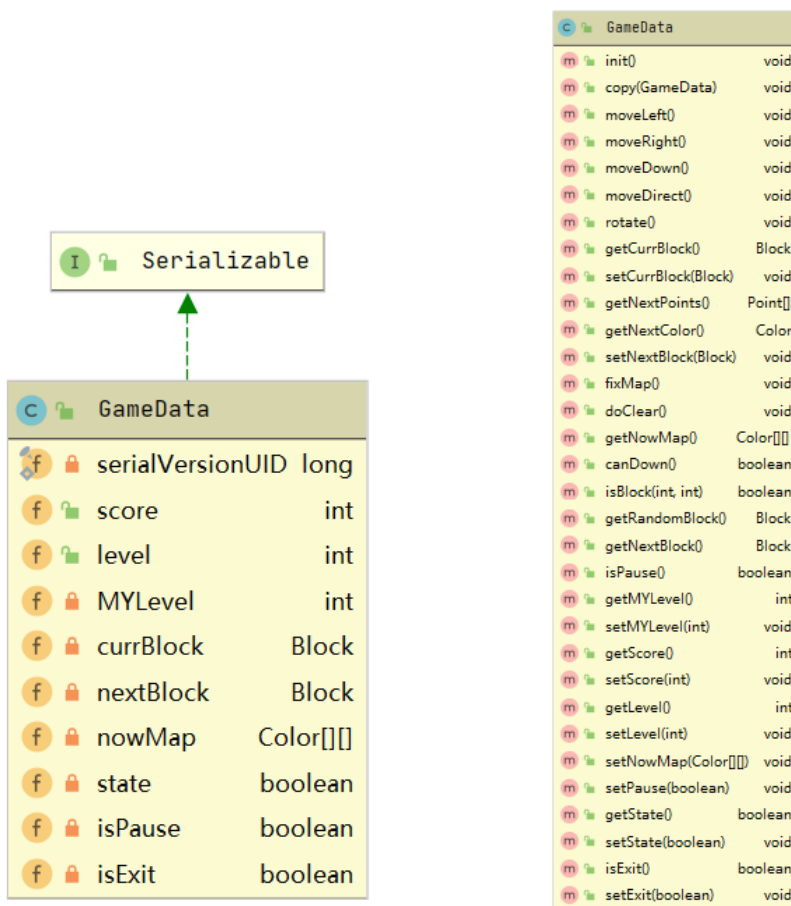 Serializable
GameData
serialVersionUID long
score int
level int
MYLevel int
currBlock Block
nextBlock Block
nowMap Color[][]
state boolean
isPause boolean
isExit boolean
GameData
init() void
copy(GameData) void
moveLeft() void
moveRight() void
moveDown() void
moveDirect() void
rotate() void
getCurrBlock() Block
setCurrBlock(Block) void
getNextPoints() Point[]
getNextColor() Color
setNextBlock(Block) void
fixMap() void
doClear() void
getNowMap() Color[][]
canDown() boolean
isBlock(int, int) boolean
getRandomBlock() Block
getNextBlock() Block
isPause() boolean
getMYLevel() int
setMYLevel(int) void
getScore() int
setScore(int) void
getLevel() int
setLevel(int) void
setNowMap(Color[][]) void
setPause(boolean) void
getState() boolean
setState(boolean) void
isExit() boolean
setExit(boolean) void